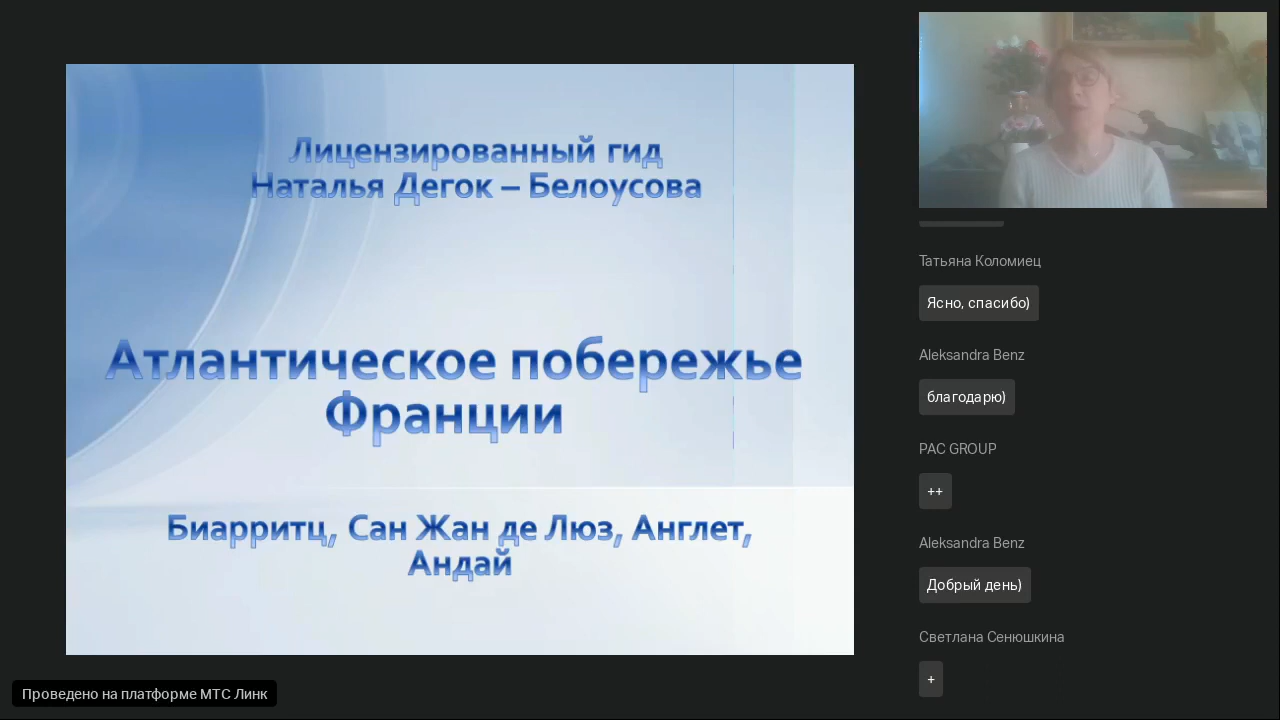 Лицензированный гид
Наталья Дегок – Белоусова
Атлантическое побережье
Франции
Биарритц, Сан Жан де Люз, Англет,
Андай
Проведено на платформе МТС Линк
Татьяна Коломиец
Ясно, спасибо)
Aleksandra Benz
благодарю)
PAC GROUP
++
Aleksandra Benz
Добрый день)
Светлана Сенюшкина
+